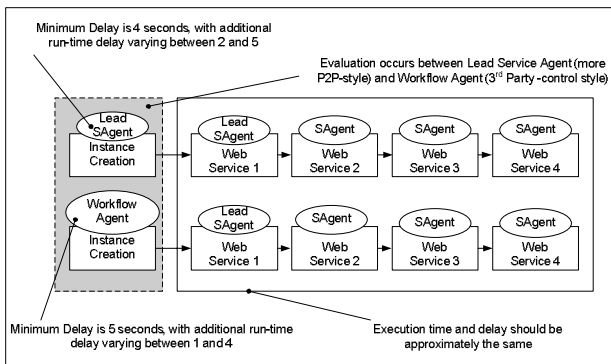 Minimum Delay is 4 seconds, with additional
run-time delay varying between 2 and 5
Evaluation occurs between Lead Service Agent (more
P2P-style) and Workflow Agent (3rd Party -control style)
Lead
SAgent
Instance
Creation
Lead
SAgent
Web
Service 1
SAgent
Web
Service 2
SAgent
Web
Service 3
SAgent
Web
Service 4
Workflow
Agent
Instance
Creation
Lead
SAgent
Web
Service 1
SAgent
Web
Service 2
SAgent
Web
Service 3
SAgent
Web
Service 4
Minimum Delay is 5 seconds, with additional run-time
delay varying between 1 and 4
Execution time and delay should be
approximately the same